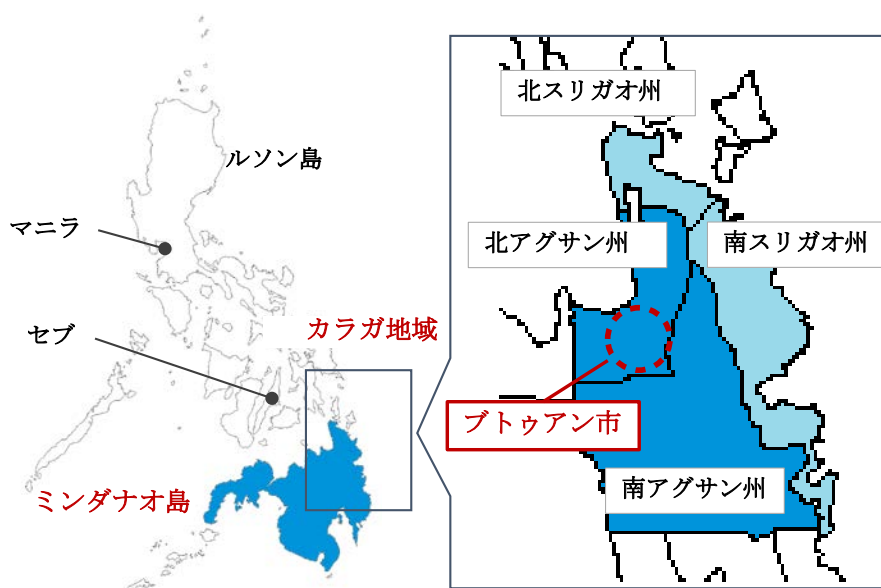 ルソン島
マニラ
セブ
カラガ地域
ミンダナオ島
北スリガオ州
北アグサン州
南スリガオ州
ブトゥアン市
南アグサン州